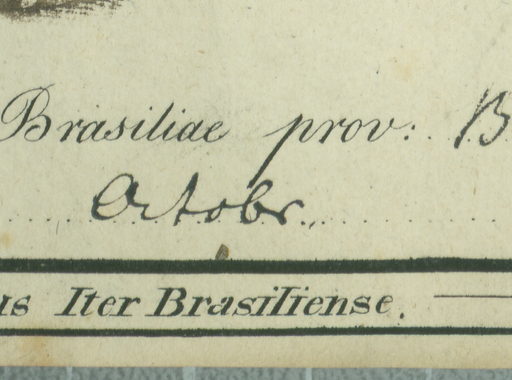 Brasiliae prov: B
Octobr.
us Iter Brasiliense.